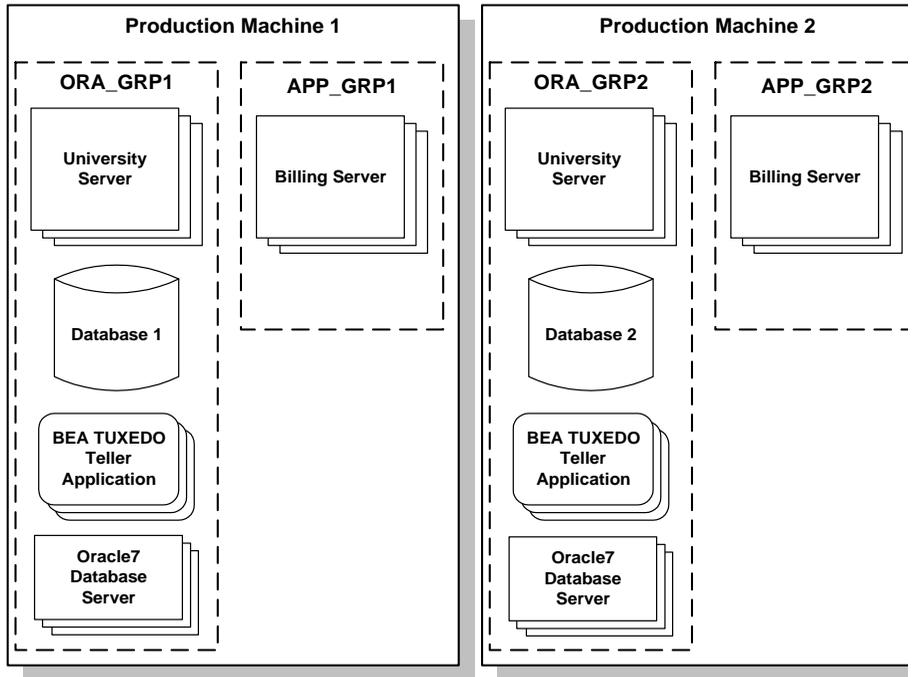 Production Machine 1
ORA_GRP1
University
Server
Database 1
BEA TUXEDO
Teller
Application
Oracle7
Database
Server
APP_GRP1
Billing Server
Production Machine 2
ORA_GRP2
University
Server
Database 2
BEA TUXEDO
Teller
Application
Oracle7
Database
Server
APP_GRP2
Billing Server